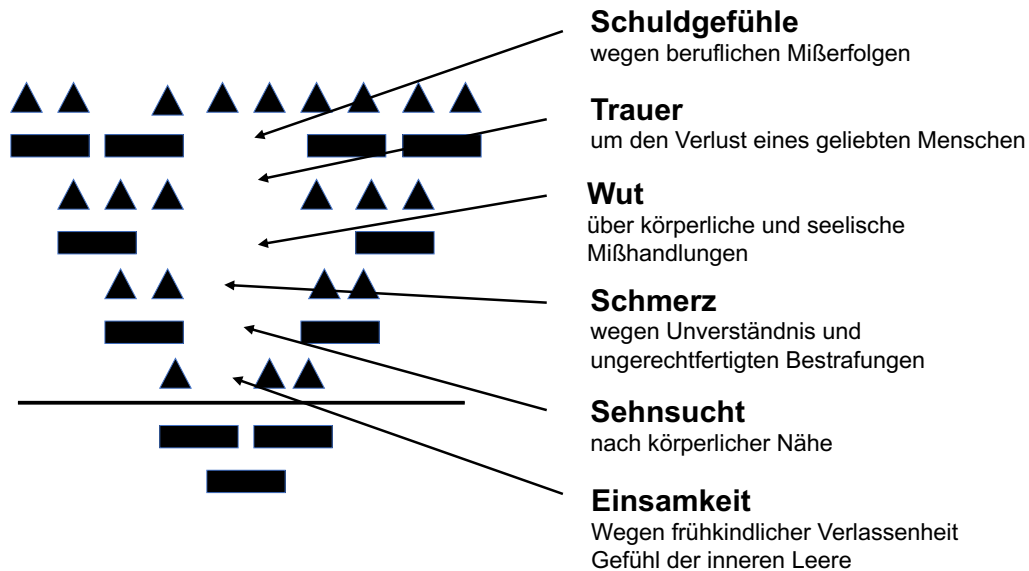 Schuldgefühle
wegen beruflichen Mißerfolgen
Trauer
um den Verlust eines geliebten Menschen
Wut
über körperliche und seelische
Mißhandlungen
Schmerz
wegen Unverständnis und
ungerechtfertigten Bestrafungen
Sehnsucht
nach körperlicher Nähe
Einsamkeit
Wegen frühkindlicher Verlassenheit
Gefühl der inneren Leere